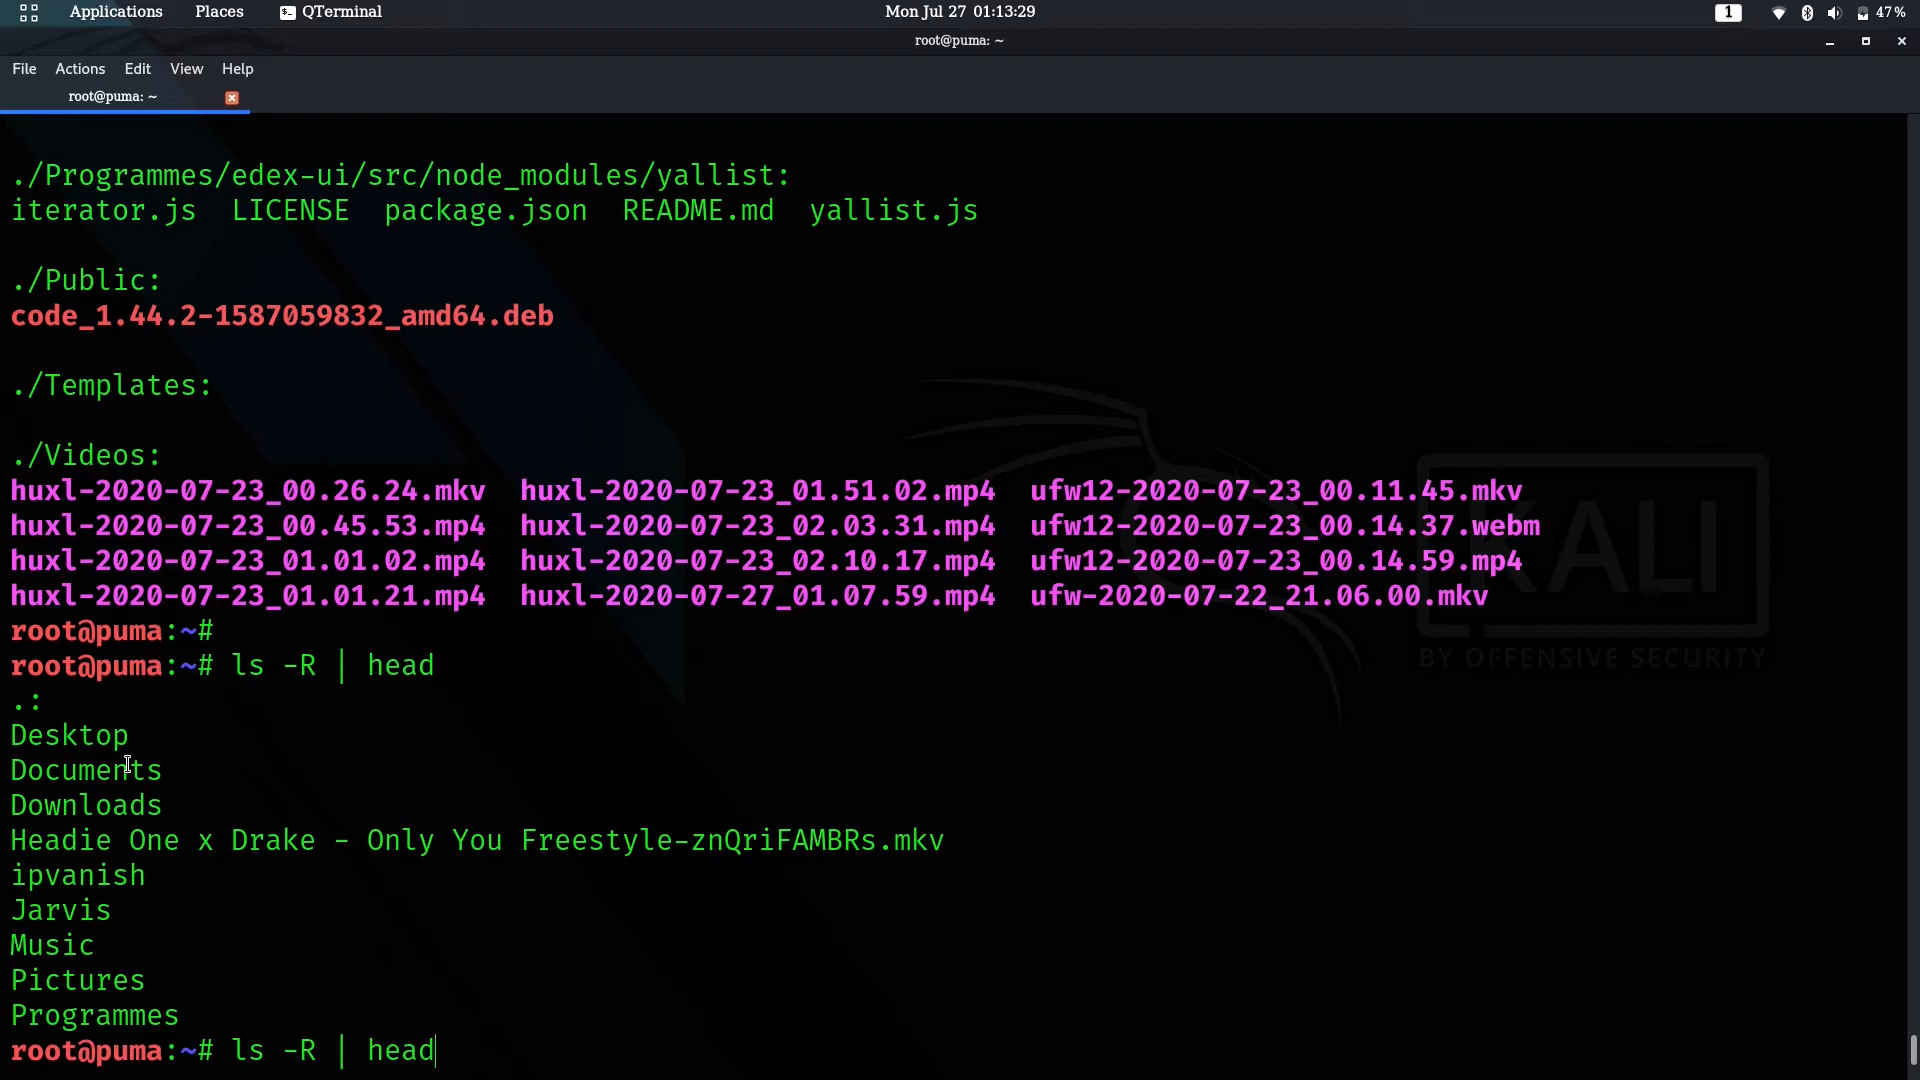 Applications Places QTerminal Mon Jul 27 01:13:29 1 47%
root@puma: ~
File Actions Edit View Help
root@puma: ~
./Programmes/edex-ui/src/node_modules/yallist:
iterator.js LICENSE package.json README.md yallist.js
./Public:
code_1.44.2-1587059832_amd64.deb
./Templates:
./Videos:
huxl-2020-07-23_00.26.24.mkv huxl-2020-07-23_01.51.02.mp4 ufw12-2020-07-23_00.11.45.mkv
huxl-2020-07-23_00.45.53.mp4 huxl-2020-07-23_02.03.31.mp4 ufw12-2020-07-23_00.14.37.webm
huxl-2020-07-23_01.01.02.mp4 huxl-2020-07-23_02.10.17.mp4 ufw12-2020-07-23_00.14.59.mp4
huxl-2020-07-23_01.01.21.mp4 huxl-2020-07-27_01.07.59.mp4 ufw-2020-07-22_21.06.00.mkv
root@puma:~#
root@puma:~# ls -R | head
.:
Desktop
Documents
Downloads
Headie One x Drake - Only You Freestyle-znQriFAMBRs.mkv
ipvanish
Jarvis
Music
Pictures
Programmes
root@puma:~# ls -R | head
KALI
BY OFFENSIVE SECURITY